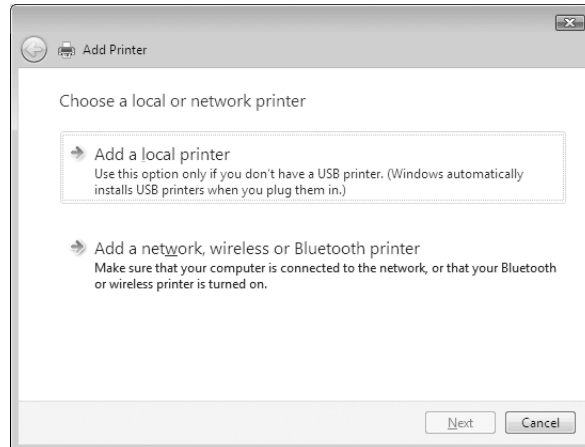 Add Printer
Choose a local or network printer
Add a local printer
Use this option only if you don't have a USB printer. (Windows automatically
installs USB printers when you plug them in.)
Add a network, wireless or Bluetooth printer
Make sure that your computer is connected to the network, or that your Bluetooth
or wireless printer is turned on.
Next Cancel